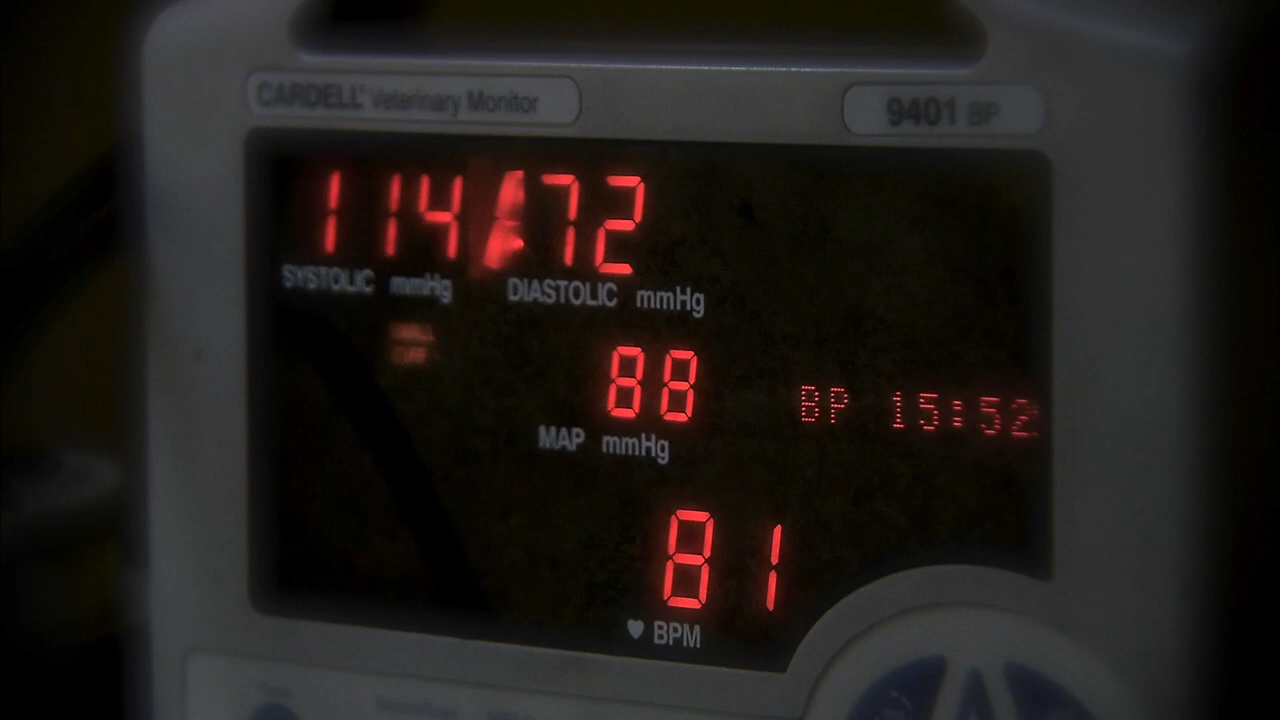 CARDELL® Veterinary Monitor
9401 BP
114/72
SYSTOLIC mmHg
DIASTOLIC mmHg
88
BP 15:52
MAP mmHg
81
♥ BPM